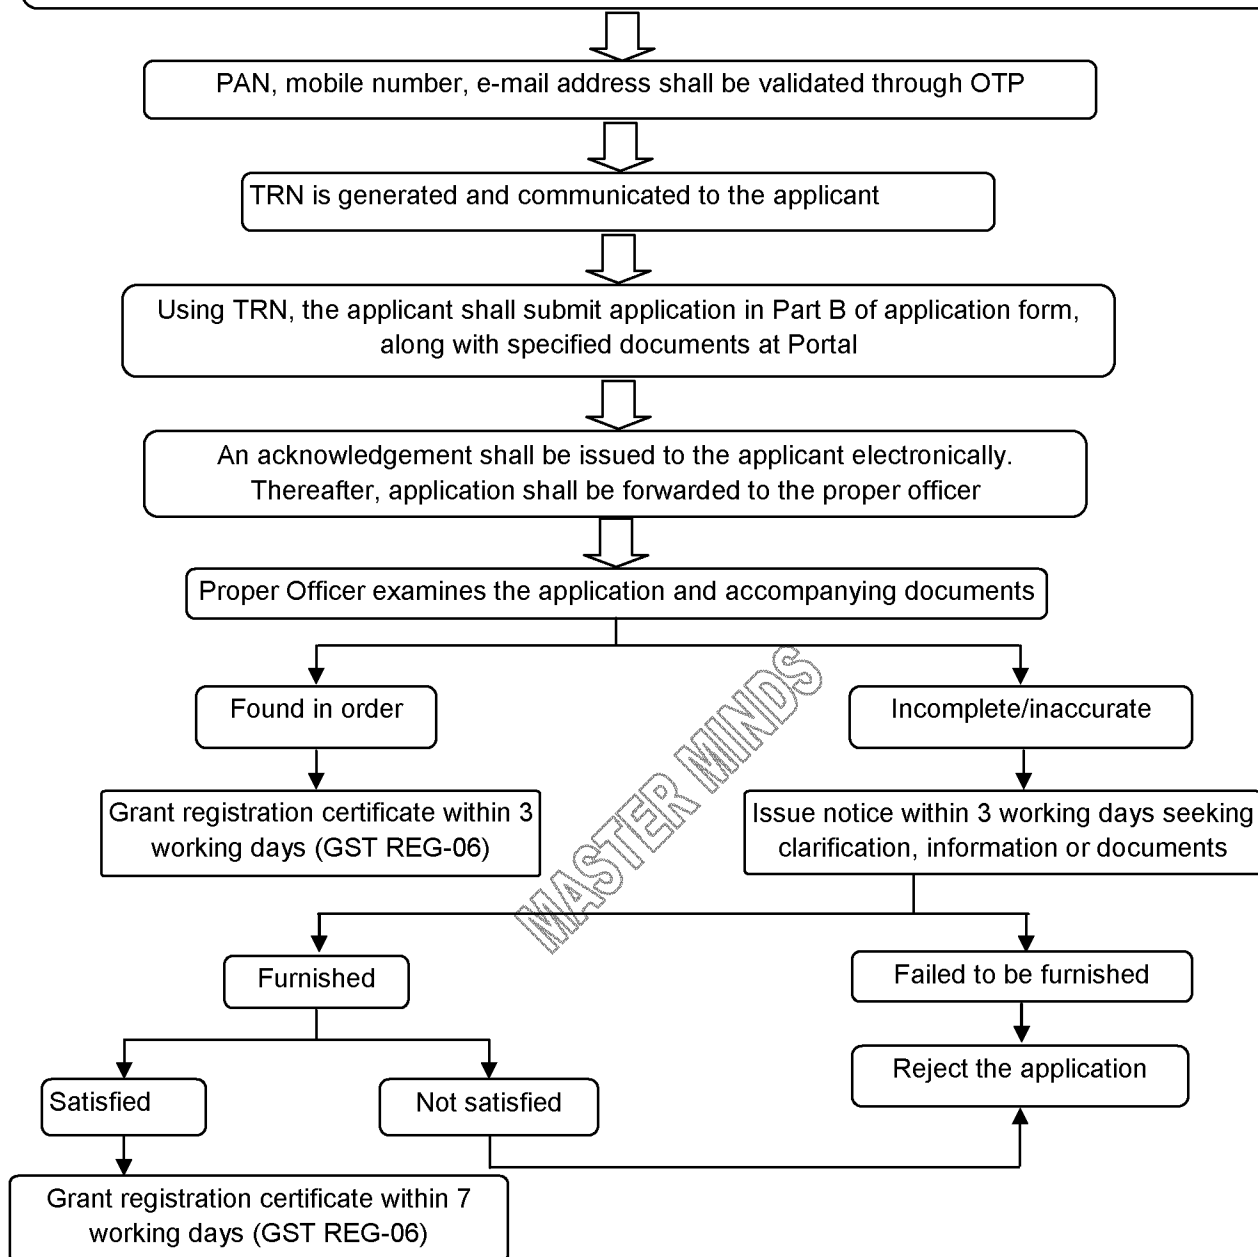 PAN, mobile number, e-mail address shall be validated through OTP
TRN is generated and communicated to the applicant
Using TRN, the applicant shall submit application in Part B of application form,
along with specified documents at Portal
An acknowledgement shall be issued to the applicant electronically.
Thereafter, application shall be forwarded to the proper officer
Proper Officer examines the application and accompanying documents
Found in order
Incomplete/inaccurate
Grant registration certificate within 3
working days (GST REG-06)
Issue notice within 3 working days seeking
clarification, information or documents
MASTER MINDS
Furnished
Failed to be furnished
Reject the application
Satisfied
Not satisfied
Grant registration certificate within 7
working days (GST REG-06)